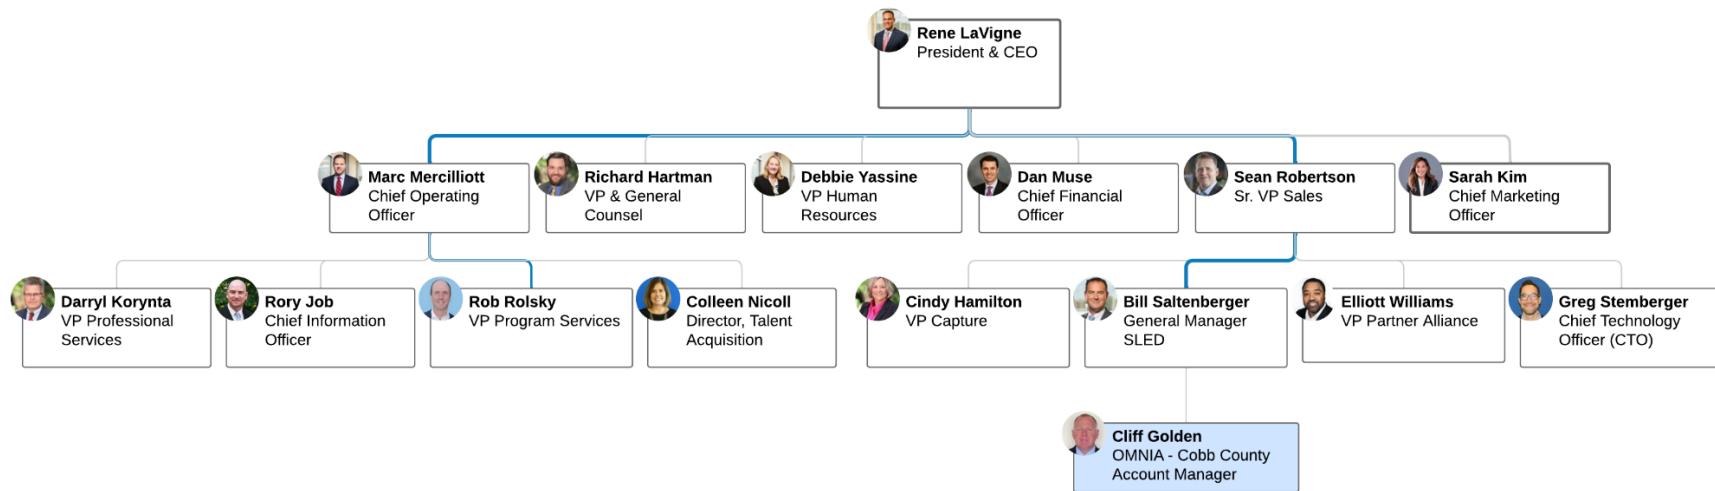 Rene LaVigne
President & CEO
Marc Mercilliott
Chief Operating
Officer
Richard Hartman
VP & General
Counsel
Debbie Yassine
VP Human
Resources
Dan Muse
Chief Financial
Officer
Sean Robertson
Sr. VP Sales
Sarah Kim
Chief Marketing
Officer
Darryl Korynta
VP Professional
Services
Rory Job
Chief Information
Officer
Rob Rolsky
VP Program Services
Colleen Nicoll
Director, Talent
Acquisition
Cindy Hamilton
VP Capture
Bill Saltenberger
General Manager
SLED
Elliott Williams
VP Partner Alliance
Greg Stemberger
Chief Technology
Officer (CTO)
Cliff Golden
OMNIA - Cobb County
Account Manager